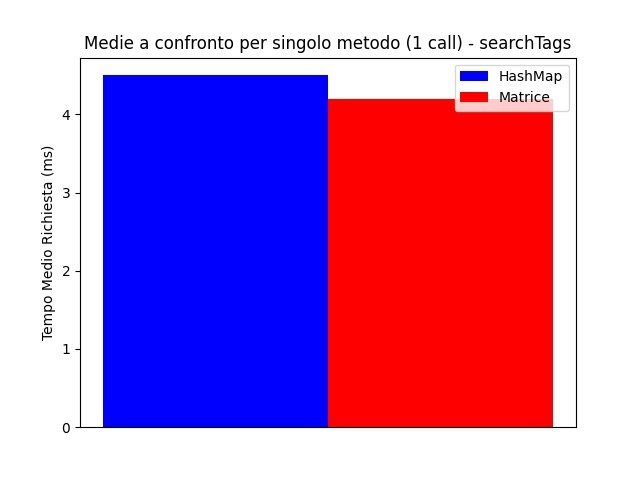 Medie a confronto per singolo metodo (1 call) - searchTags
HashMap
Matrice
Tempo Medio Richiesta (ms)
4
3
2
1
0